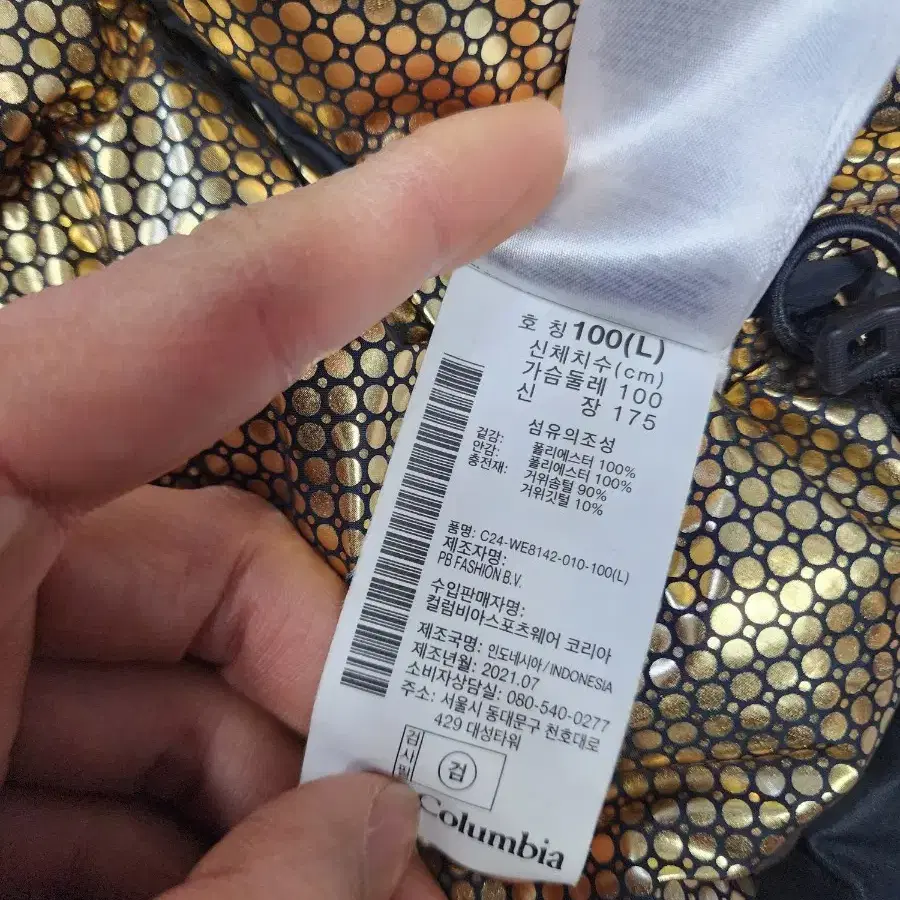 호 칭 100(L)
신체치수(cm)
가슴둘레 100
신 장 175
섬유의조성
겉감: 폴리에스터 100%
안감: 폴리에스터 100%
충전재: 거위솜털 90%
거위깃털 10%
품명: C24-WE8142-010-100(L)
제조자명:
PB FASHION B.V.
수입판매자명:
컬럼비아스포츠웨어 코리아
제조국명: 인도네시아/INDONESIA
제조년월: 2021.07
소비자상담실: 080-540-0277
주소: 서울시 동대문구 천호대로
429 대성타워
검사필 검
Columbia